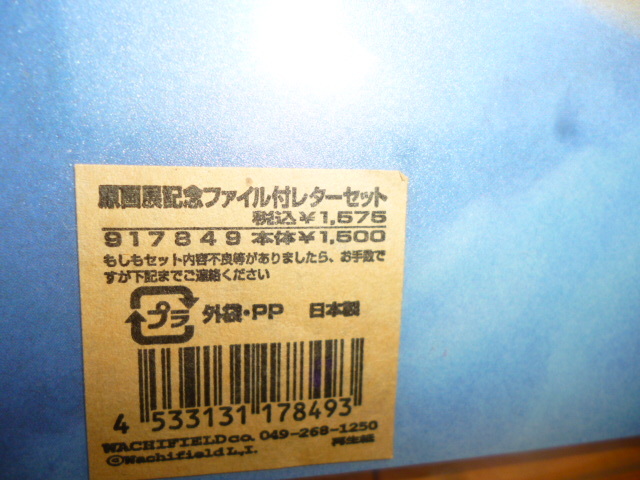 原画展記念ファイル付レターセット
税込¥1,575
917849 本体¥1,500
もしもセット内容不良等がありましたら、お手数で
すが下記までご連絡ください
プラ 外袋・PP 日本製
4 533131 178493
WACHIFIELD CO. 049-268-1250
©Wachifield L,I. 再生紙